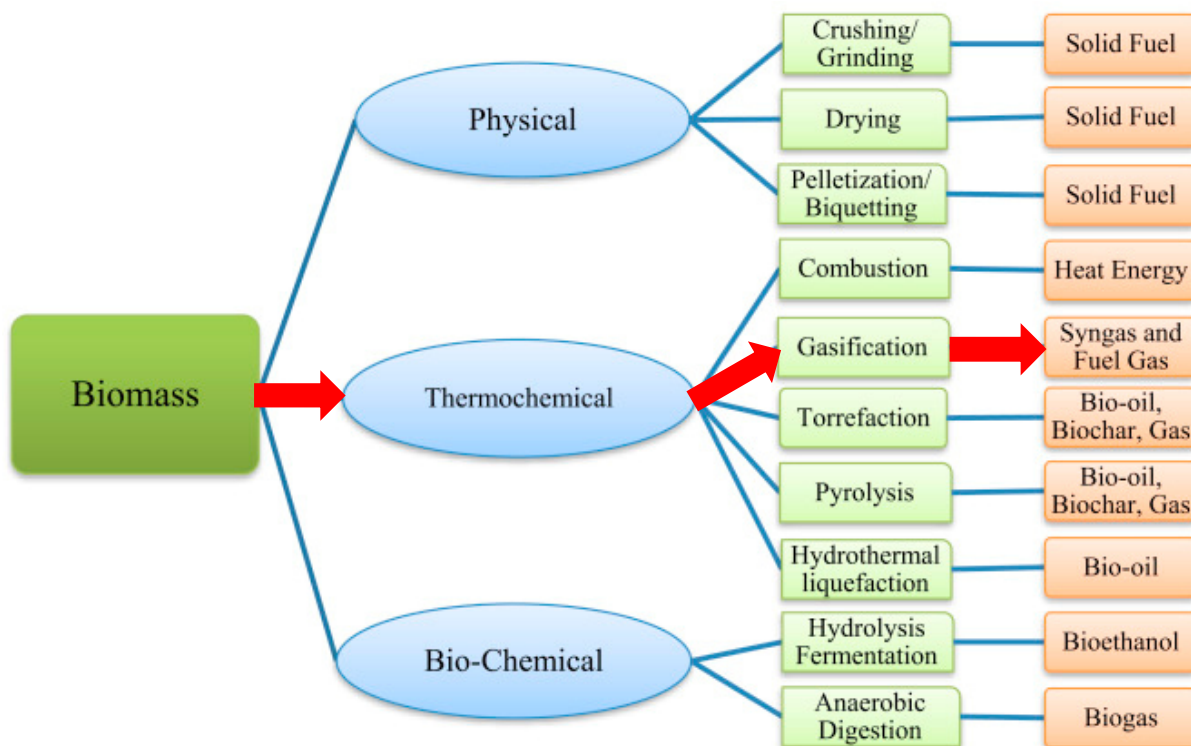 Biomass
Physical
Crushing/
Grinding
Solid Fuel
Drying
Solid Fuel
Pelletization/
Biquetting
Solid Fuel
Thermochemical
Combustion
Heat Energy
Gasification
Syngas and
Fuel Gas
Torrefaction
Bio-oil,
Biochar, Gas
Pyrolysis
Bio-oil,
Biochar, Gas
Hydrothermal
liquefaction
Bio-oil
Bio-Chemical
Hydrolysis
Fermentation
Bioethanol
Anaerobic
Digestion
Biogas